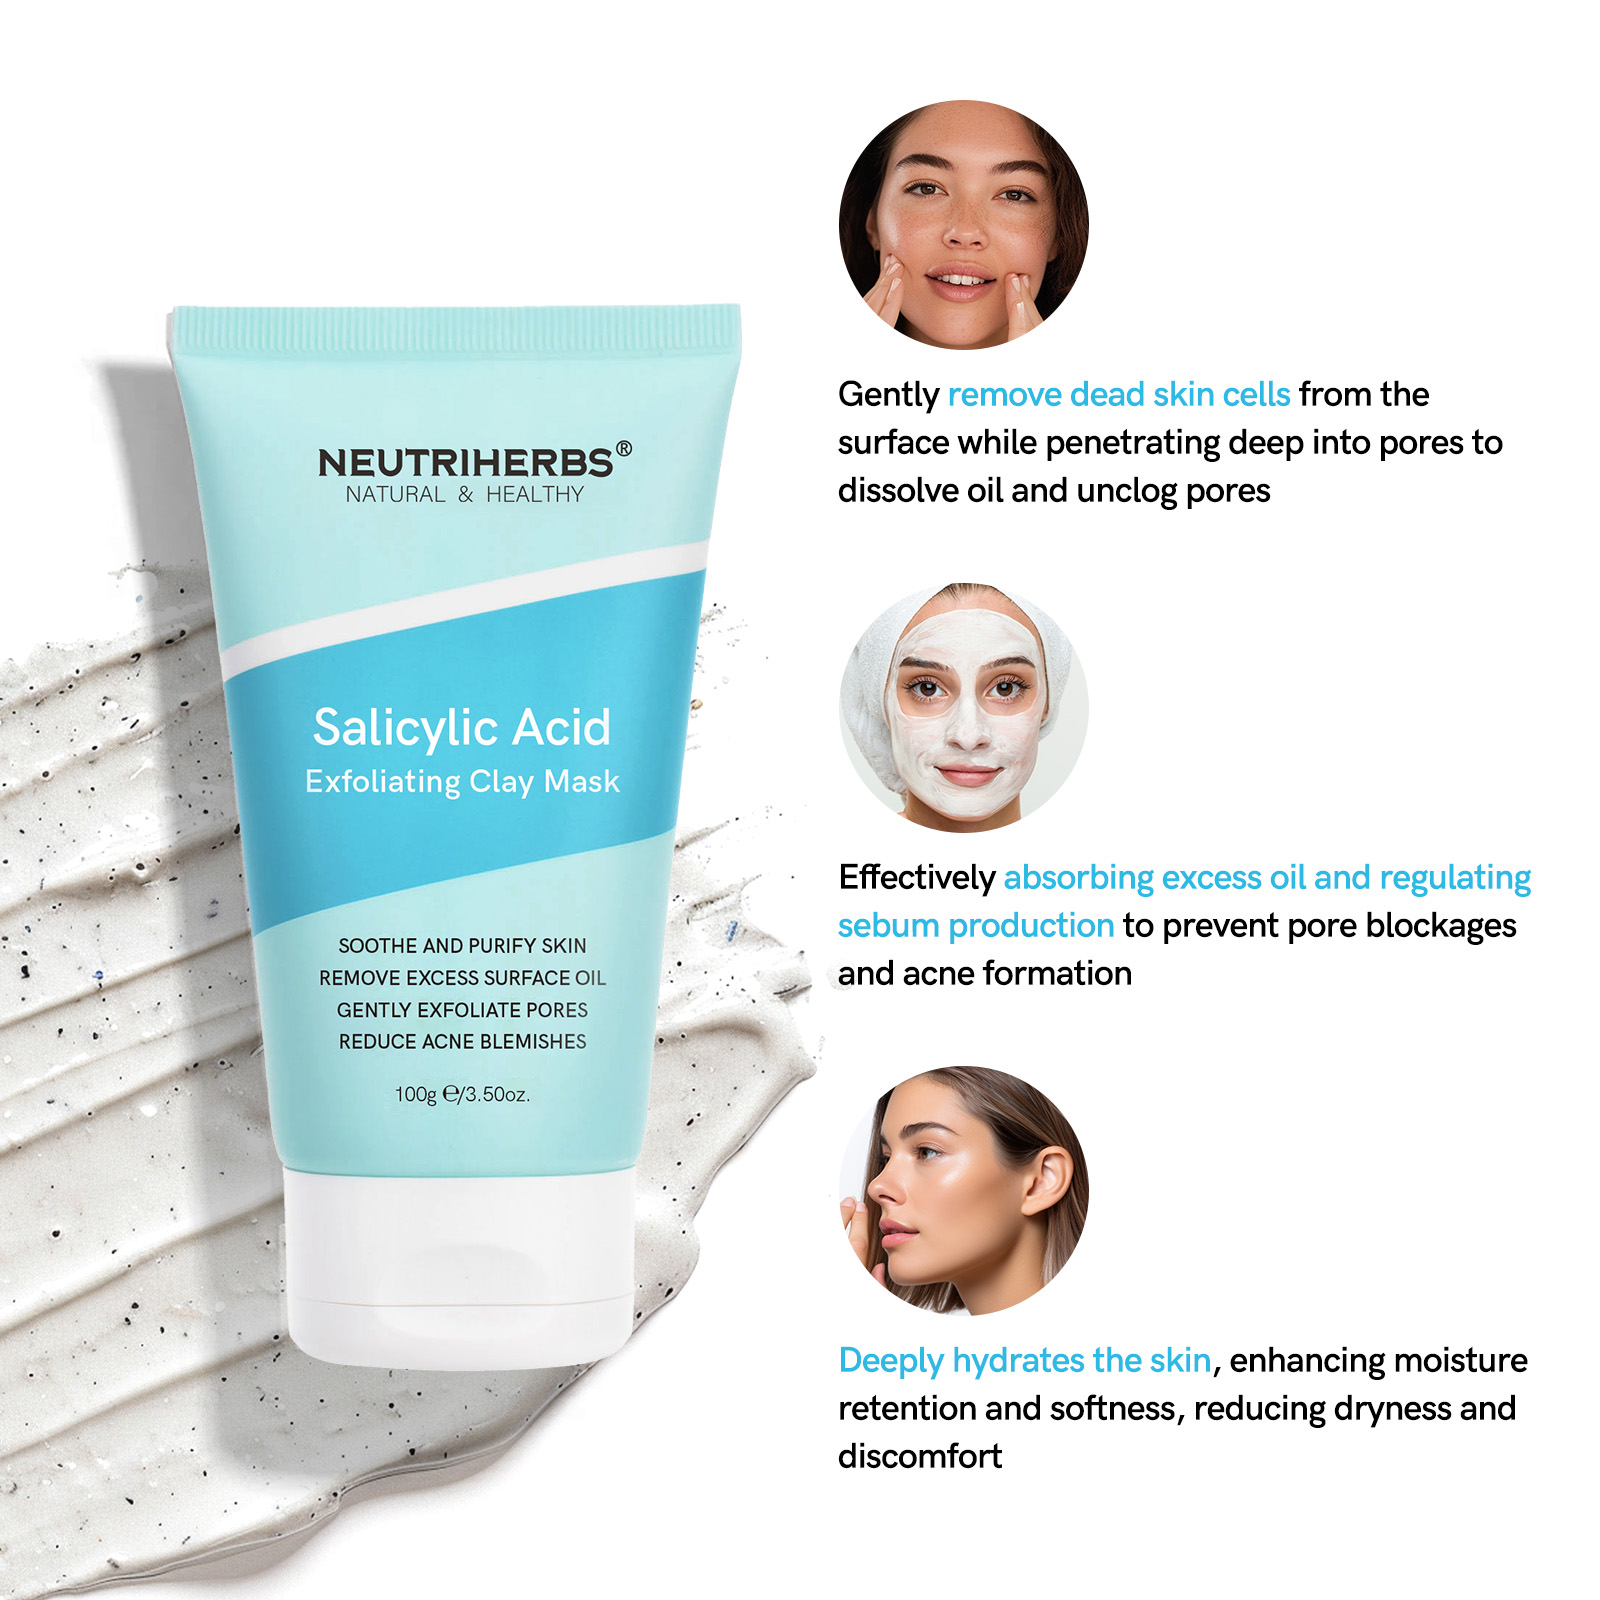 NEUTRIHERBS®
NATURAL & HEALTHY
Salicylic Acid
Exfoliating Clay Mask
SOOTHE AND PURIFY SKIN
REMOVE EXCESS SURFACE OIL
GENTLY EXFOLIATE PORES
REDUCE ACNE BLEMISHES
100g ℮/3.50oz.
Gently remove dead skin cells from the
surface while penetrating deep into pores to
dissolve oil and unclog pores
Effectively absorbing excess oil and regulating
sebum production to prevent pore blockages
and acne formation
Deeply hydrates the skin, enhancing moisture
retention and softness, reducing dryness and
discomfort